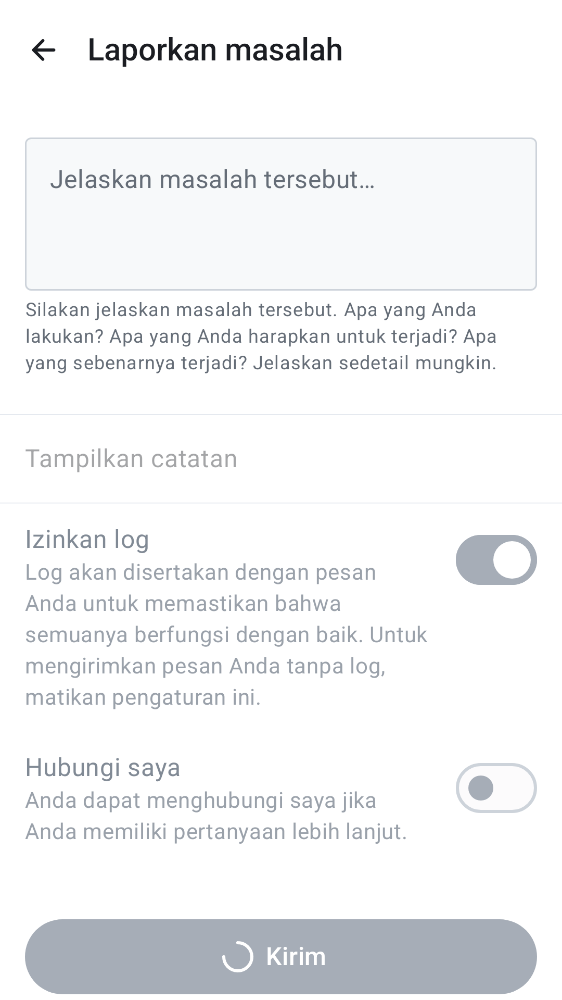 Laporkan masalah
Jelaskan masalah tersebut...
Silakan jelaskan masalah tersebut. Apa yang Anda
lakukan? Apa yang Anda harapkan untuk terjadi? Apa
yang sebenarnya terjadi? Jelaskan sedetail mungkin.
Tampilkan catatan
Izinkan log
Log akan disertakan dengan pesan
Anda untuk memastikan bahwa
semuanya berfungsi dengan baik. Untuk
mengirimkan pesan Anda tanpa log,
matikan pengaturan ini.
Hubungi saya
Anda dapat menghubungi saya jika
Anda memiliki pertanyaan lebih lanjut.
Kirim